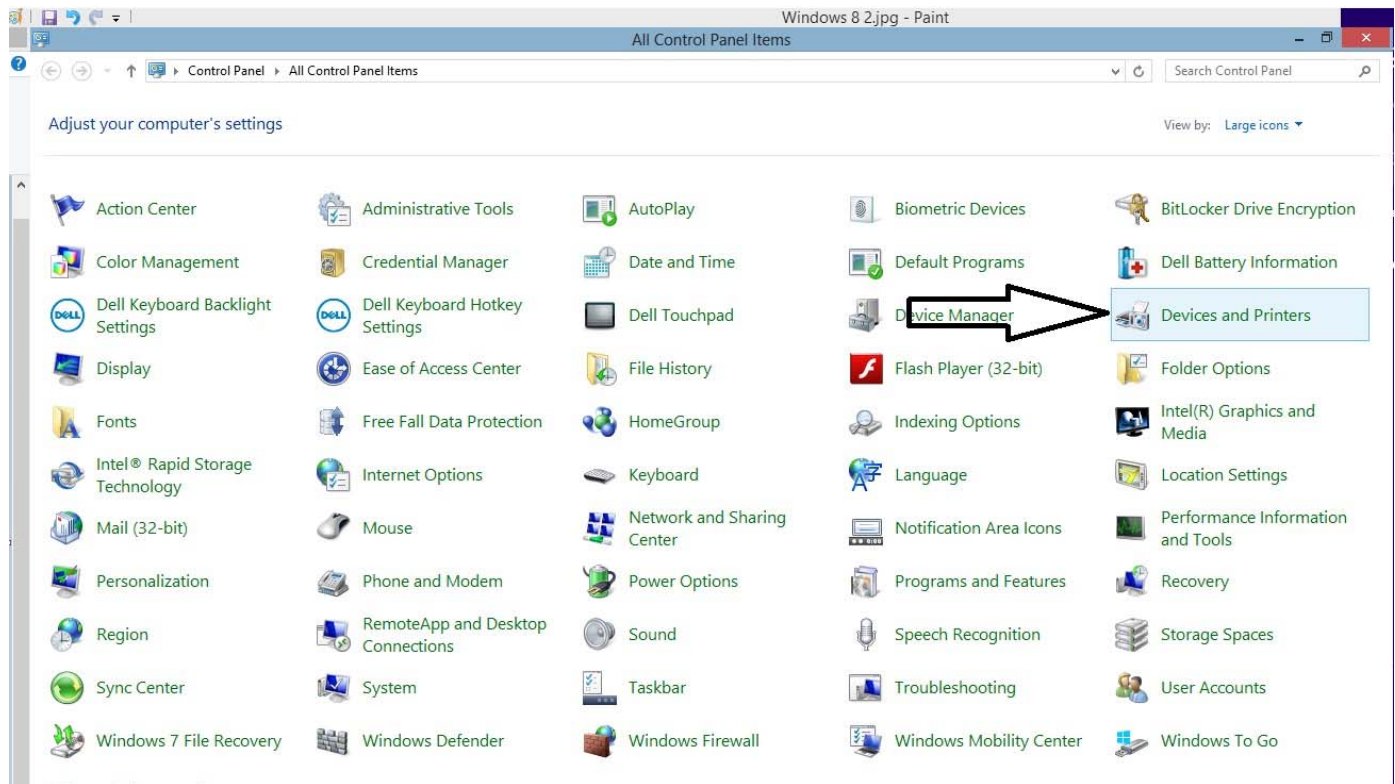 Windows 8 2.jpg - Paint
All Control Panel Items
Control Panel All Control Panel Items
Search Control Panel
Adjust your computer's settings
View by: Large icons
Action Center
Administrative Tools
AutoPlay
Biometric Devices
BitLocker Drive Encryption
Color Management
Credential Manager
Date and Time
Default Programs
Dell Battery Information
DELL
Dell Keyboard Backlight
Settings
DELL
Dell Keyboard Hotkey
Settings
Dell Touchpad
Device Manager
Devices and Printers
Display
Ease of Access Center
File History
Flash Player (32-bit)
Folder Options
Fonts
Free Fall Data Protection
HomeGroup
Indexing Options
Intel(R) Graphics and
Media
Intel® Rapid Storage
Technology
Internet Options
Keyboard
Language
Location Settings
Mail (32-bit)
Mouse
Network and Sharing
Center
Notification Area Icons
Performance Information
and Tools
Personalization
Phone and Modem
Power Options
Programs and Features
Recovery
Region
RemoteApp and Desktop
Connections
Sound
Speech Recognition
Storage Spaces
Sync Center
System
Taskbar
Troubleshooting
User Accounts
Windows 7 File Recovery
Windows Defender
Windows Firewall
Windows Mobility Center
Windows To Go